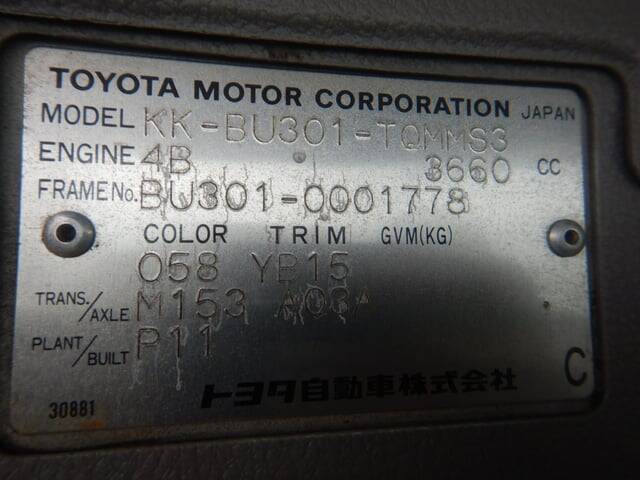 TOYOTA MOTOR CORPORATION JAPAN
MODEL KK-BU301-TQMMS3
ENGINE 4B 3660 CC
FRAME No. BU301-0001778
COLOR TRIM GVM(KG)
058 YB15
TRANS./AXLE M153 A03A
PLANT/BUILT P11
トヨタ自動車株式会社 C
30881